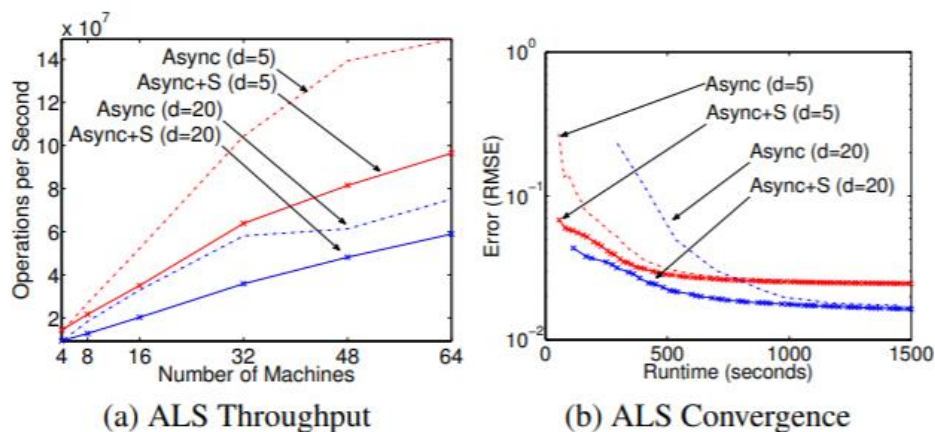 x 10^7
14
12
10
8
6
4
2
4 8 16 32 48 64
Operations per Second
Number of Machines
Async (d=5)
Async+S (d=5)
Async (d=20)
Async+S (d=20)
(a) ALS Throughput
10^0
10^-1
10^-2
0 500 1000 1500
Error (RMSE)
Runtime (seconds)
Async (d=5)
Async+S (d=5)
Async (d=20)
Async+S (d=20)
(b) ALS Convergence